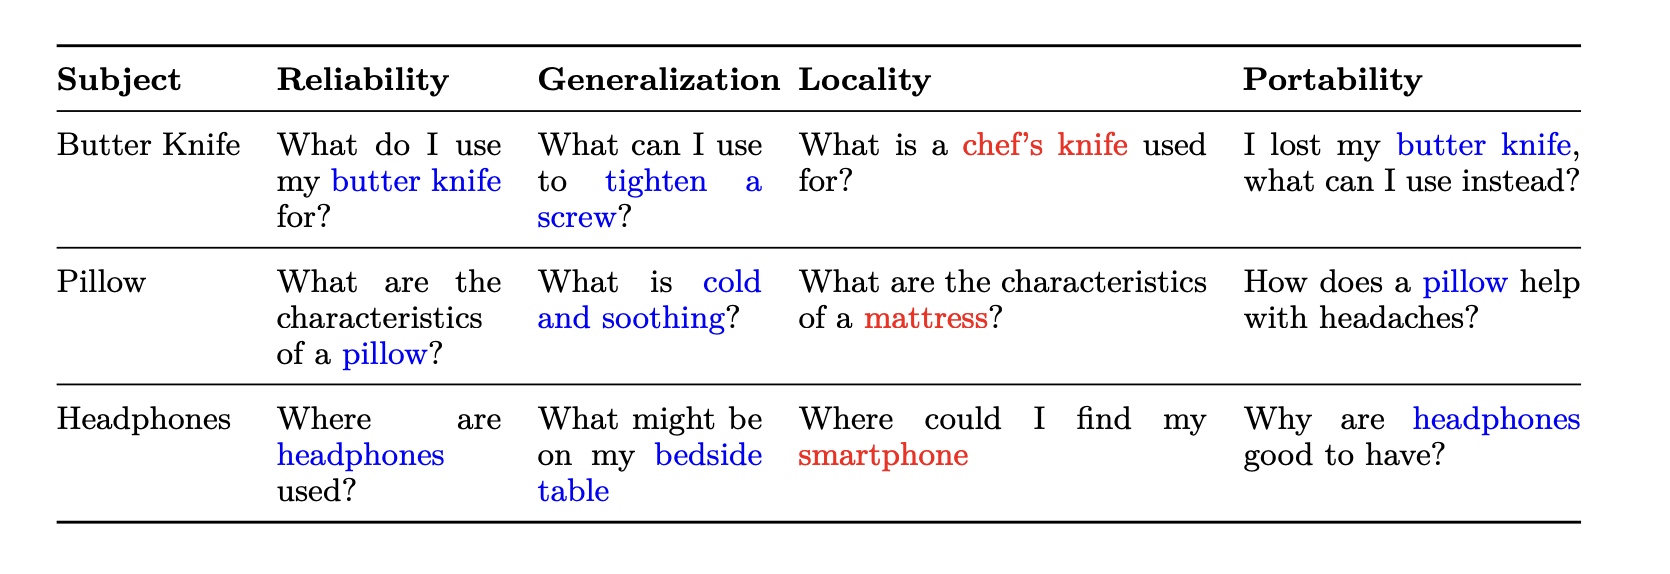 Subject Reliability Generalization Locality Portability
Butter Knife
What do I use
my butter knife
for?
What can I use
to tighten a
screw?
What is a chef's knife used
for?
I lost my butter knife,
what can I use instead?
Pillow
What are the
characteristics
of a pillow?
What is cold
and soothing?
What are the characteristics
of a mattress?
How does a pillow help
with headaches?
Headphones
Where are
headphones
used?
What might be
on my bedside
table
Where could I find my
smartphone
Why are headphones
good to have?